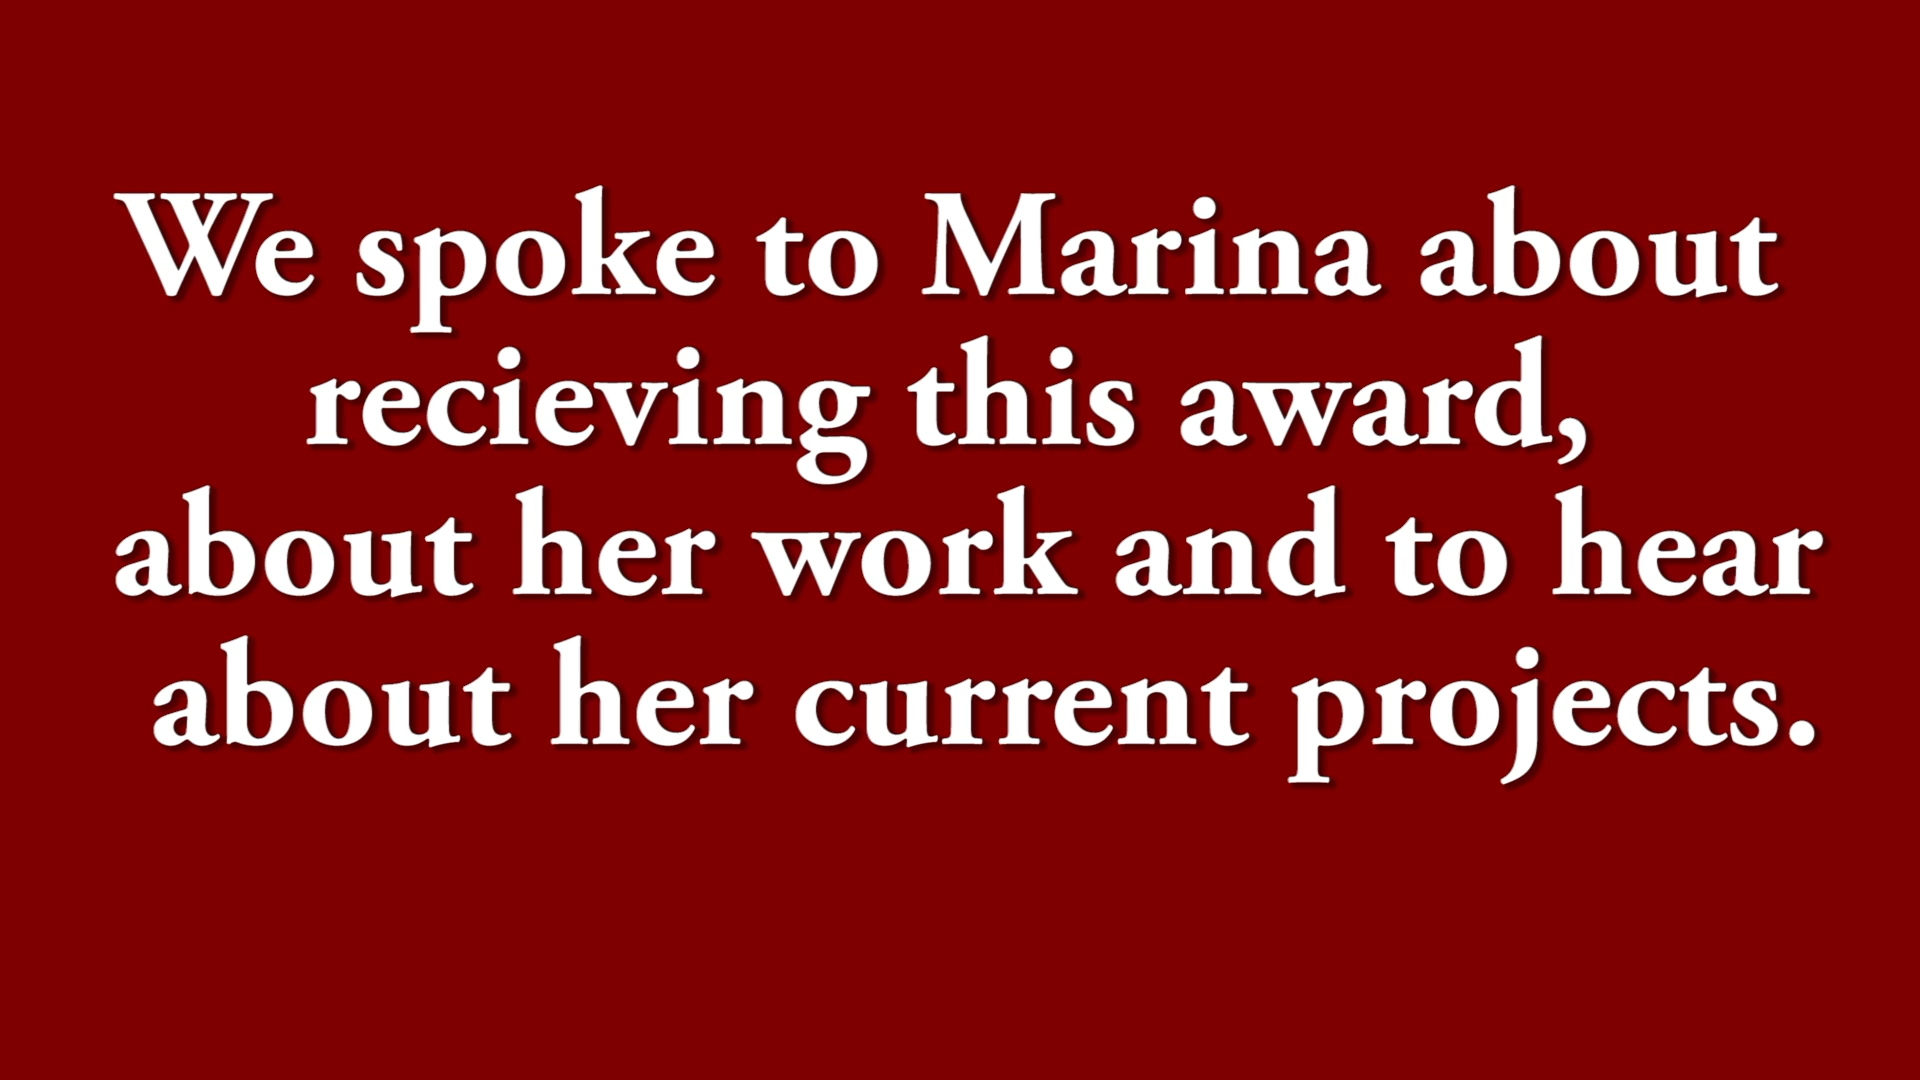 We spoke to Marina about
recieving this award,
about her work and to hear
about her current projects.